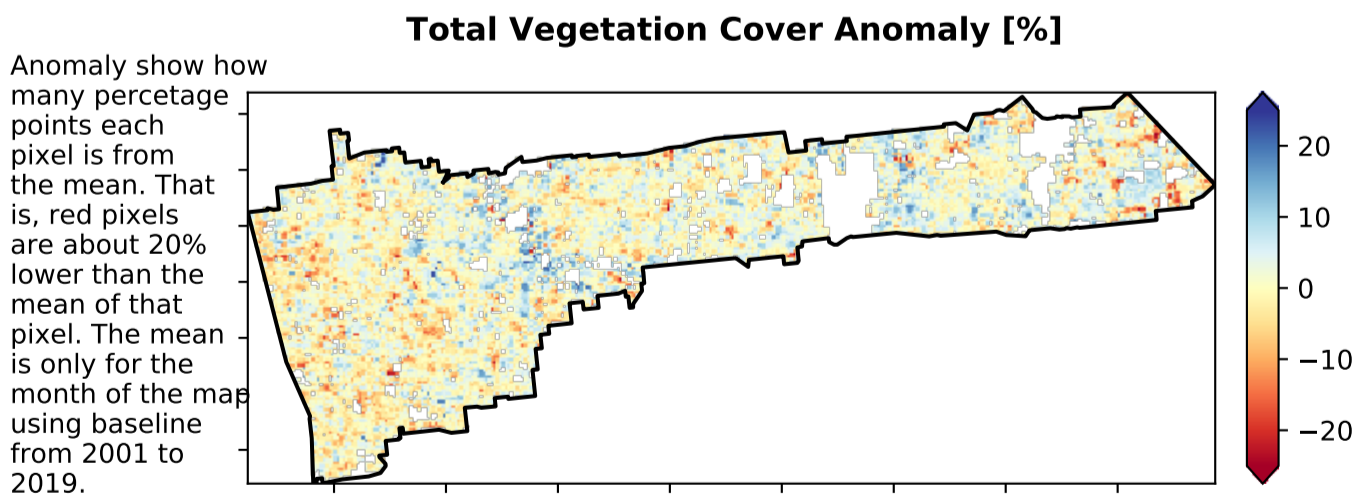 Total Vegetation Cover Anomaly [%]
Anomaly show how
many percetage
points each
pixel is from
the mean. That
is, red pixels
are about 20%
lower than the
mean of that
pixel. The mean
is only for the
month of the map
using baseline
from 2001 to
2019.
20
10
0
−10
−20